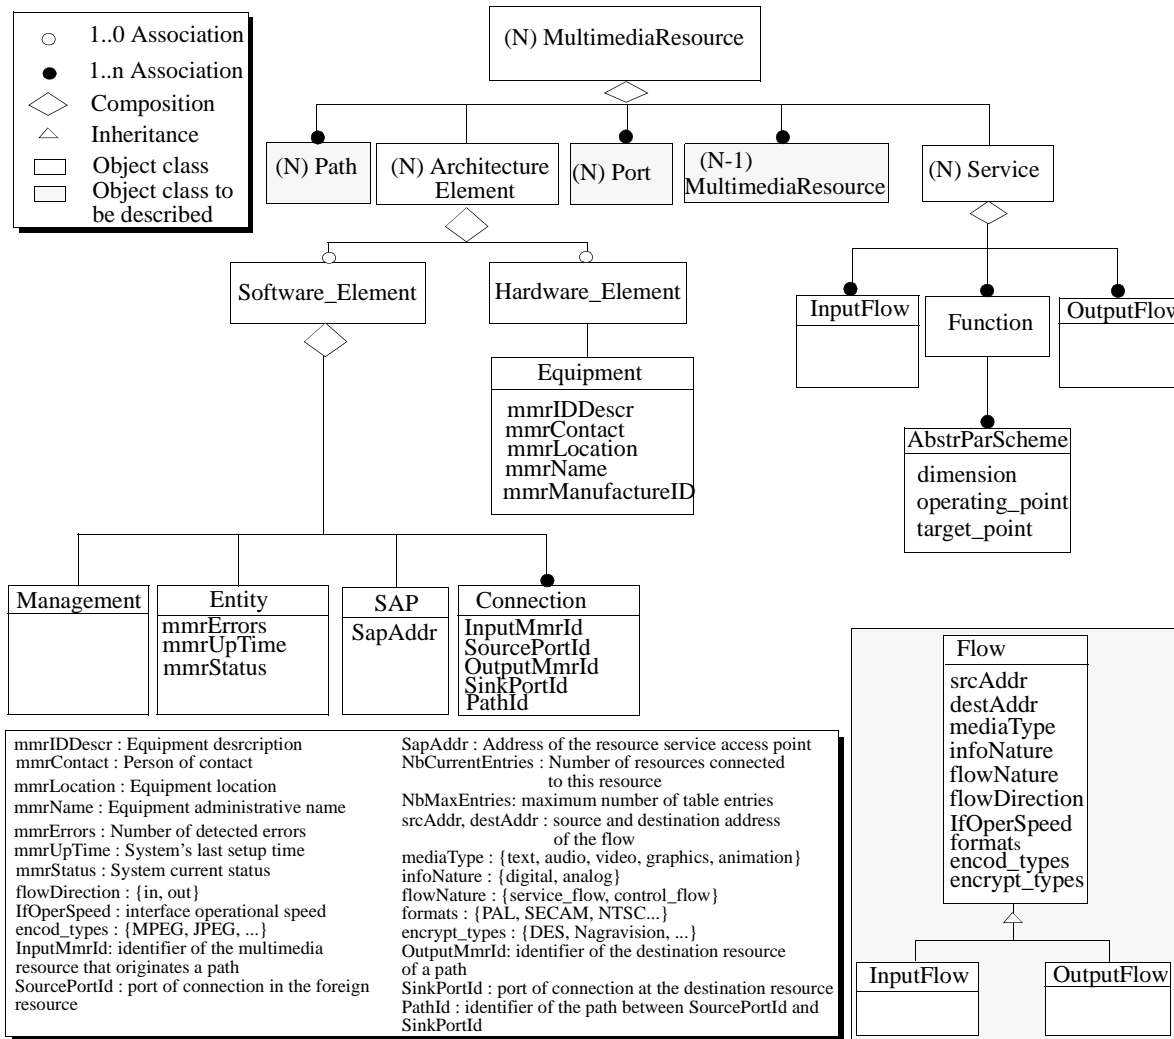 1..0 Association
1..n Association
Composition
Inheritance
Object class
Object class to
be described
(N) MultimediaResource
(N) Path
(N) Architecture
Element
(N) Port
(N-1)
MultimediaResource
(N) Service
Software_Element
Hardware_Element
InputFlow
Function
OutputFlow
Equipment
mmrIDDescr
mmrContact
mmrLocation
mmrName
mmrManufactureID
AbstrParScheme
dimension
operating_point
target_point
Management
Entity
mmrErrors
mmrUpTime
mmrStatus
SAP
SapAddr
Connection
InputMmrId
SourcePortId
OutputMmrId
SinkPortId
PathId
Flow
srcAddr
destAddr
mediaType
infoNature
flowNature
flowDirection
IfOperSpeed
formats
encod_types
encrypt_types
InputFlow
OutputFlow
mmrIDDescr : Equipment desrcription
mmrContact : Person of contact
mmrLocation : Equipment location
mmrName : Equipment administrative name
mmrErrors : Number of detected errors
mmrUpTime : System's last setup time
mmrStatus : System current status
flowDirection : {in, out}
IfOperSpeed : interface operational speed
encod_types : {MPEG, JPEG, ...}
InputMmrId: identifier of the multimedia
resource that originates a path
SourcePortId : port of connection in the foreign
resource
SapAddr : Address of the resource service access point
NbCurrentEntries : Number of resources connected
to this resource
NbMaxEntries: maximum number of table entries
srcAddr, destAddr : source and destination address
of the flow
mediaType : {text, audio, video, graphics, animation}
infoNature : {digital, analog}
flowNature : {service_flow, control_flow}
formats : {PAL, SECAM, NTSC...}
encrypt_types : {DES, Nagravision, ...}
OutputMmrId: identifier of the destination resource
of a path
SinkPortId : port of connection at the destination resource
PathId : identifier of the path between SourcePortId and
SinkPortId